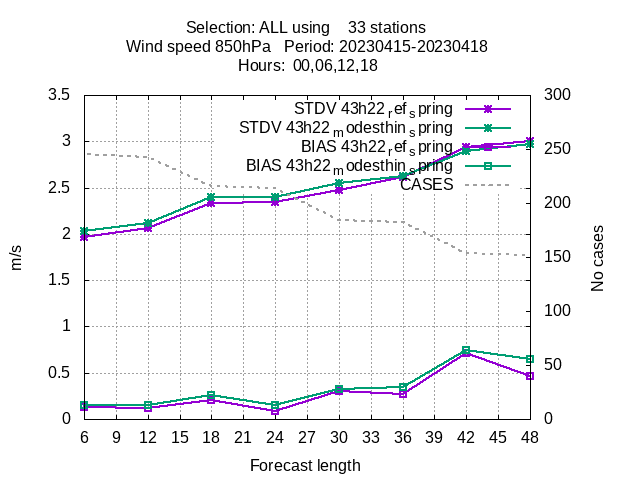 Selection: ALL using    33 stations
Wind speed 850hPa   Period: 20230415-20230418
Hours:  00,06,12,18
3.5
3
2.5
2
1.5
1
0.5
0
m/s
STDV 43h22_ref_spring
STDV 43h22_modesthin_spring
BIAS 43h22_ref_spring
BIAS 43h22_modesthin_spring
CASES
300
250
200
150
100
50
0
No cases
6 9 12 15 18 21 24 27 30 33 36 39 42 45 48
Forecast length